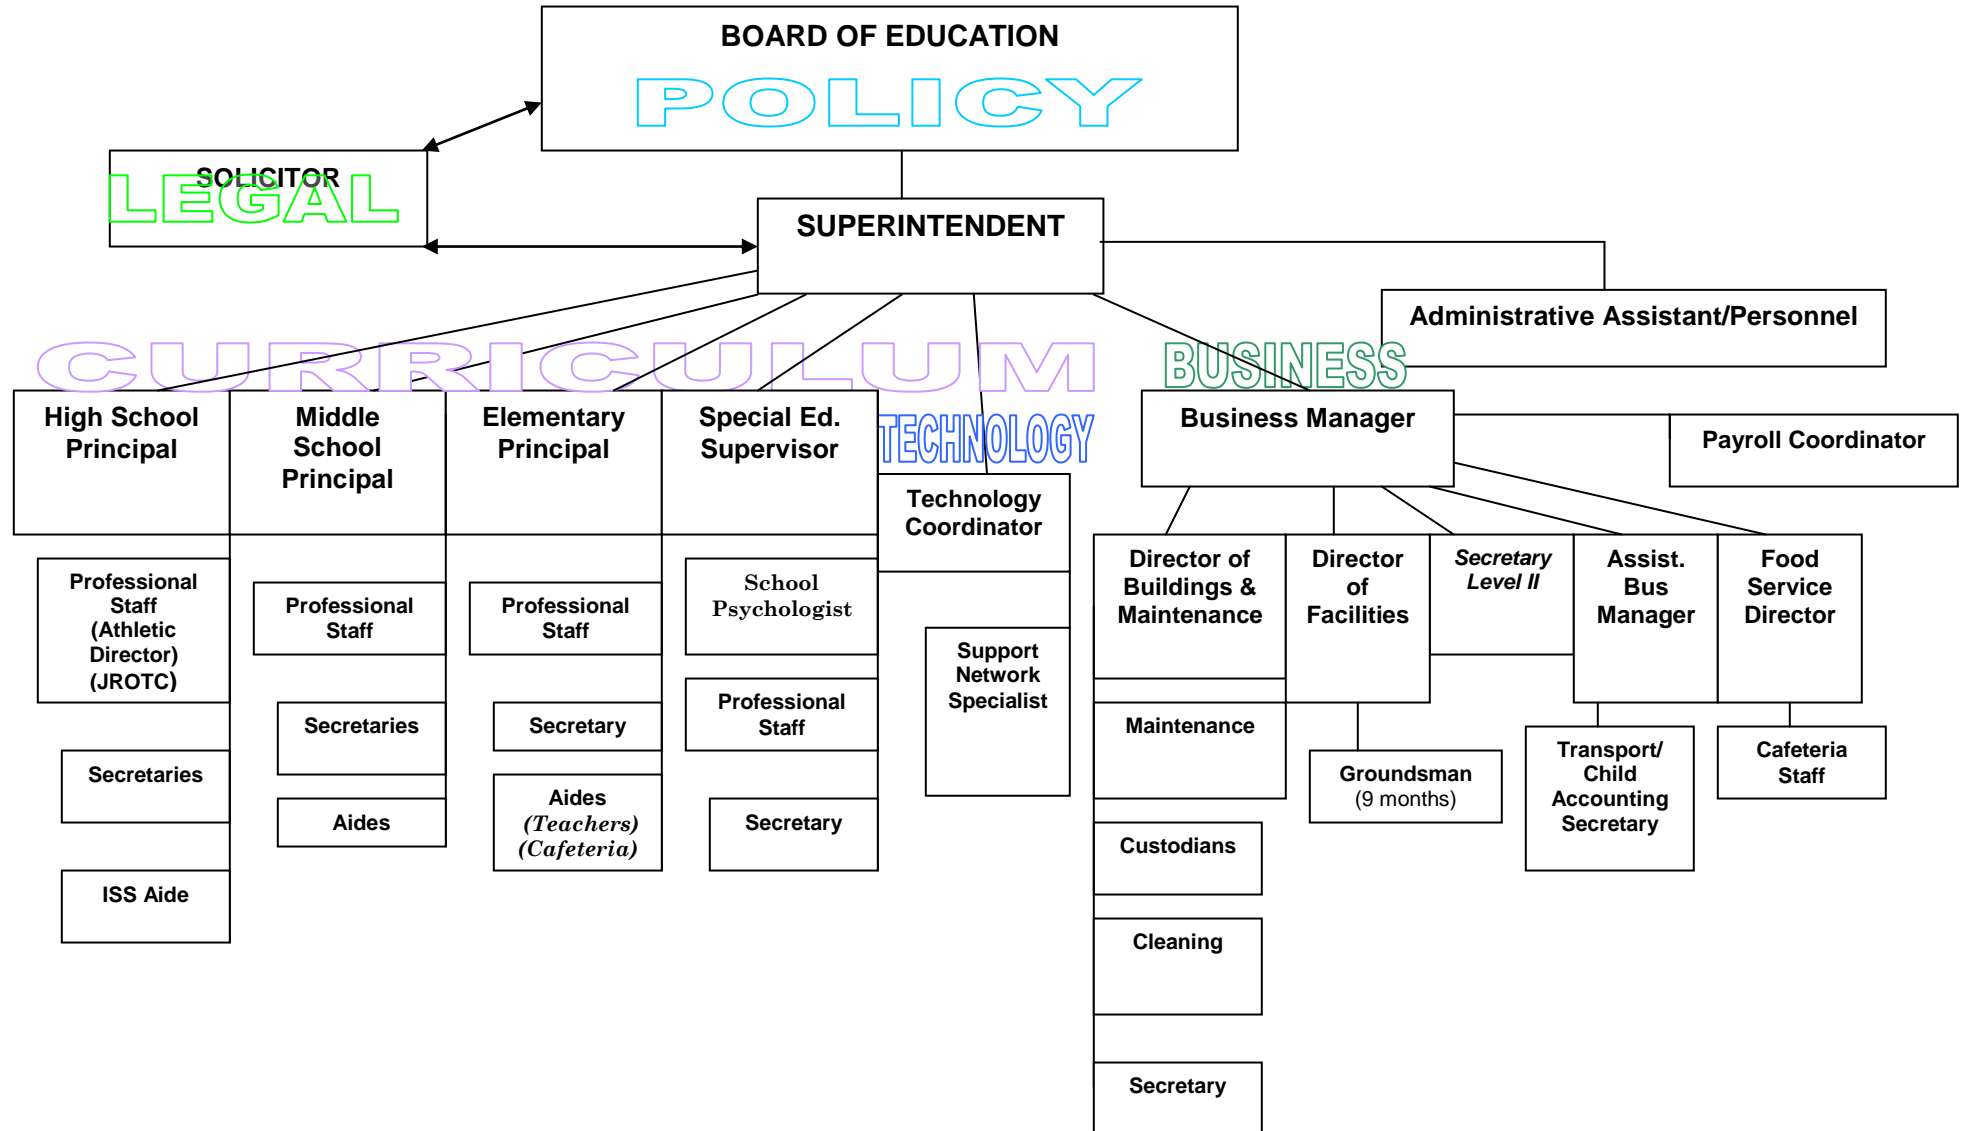 BOARD OF EDUCATION
POLICY
SOLICITOR
LEGAL
SUPERINTENDENT
Administrative Assistant/Personnel
CURRICULUM
BUSINESS
High School
Principal
Middle
School
Principal
Elementary
Principal
Special Ed.
Supervisor
TECHNOLOGY
Technology
Coordinator
Business Manager
Payroll Coordinator
Director of
Buildings &
Maintenance
Director
of
Facilities
Secretary
Level II
Assist.
Bus
Manager
Food
Service
Director
Professional
Staff
(Athletic
Director)
(JROTC)
Secretaries
ISS Aide
Professional
Staff
Secretaries
Aides
Professional
Staff
Secretary
Aides
(Teachers)
(Cafeteria)
School
Psychologist
Professional
Staff
Secretary
Support
Network
Specialist
Maintenance
Custodians
Cleaning
Secretary
Groundsman
(9 months)
Transport/
Child
Accounting
Secretary
Cafeteria
Staff